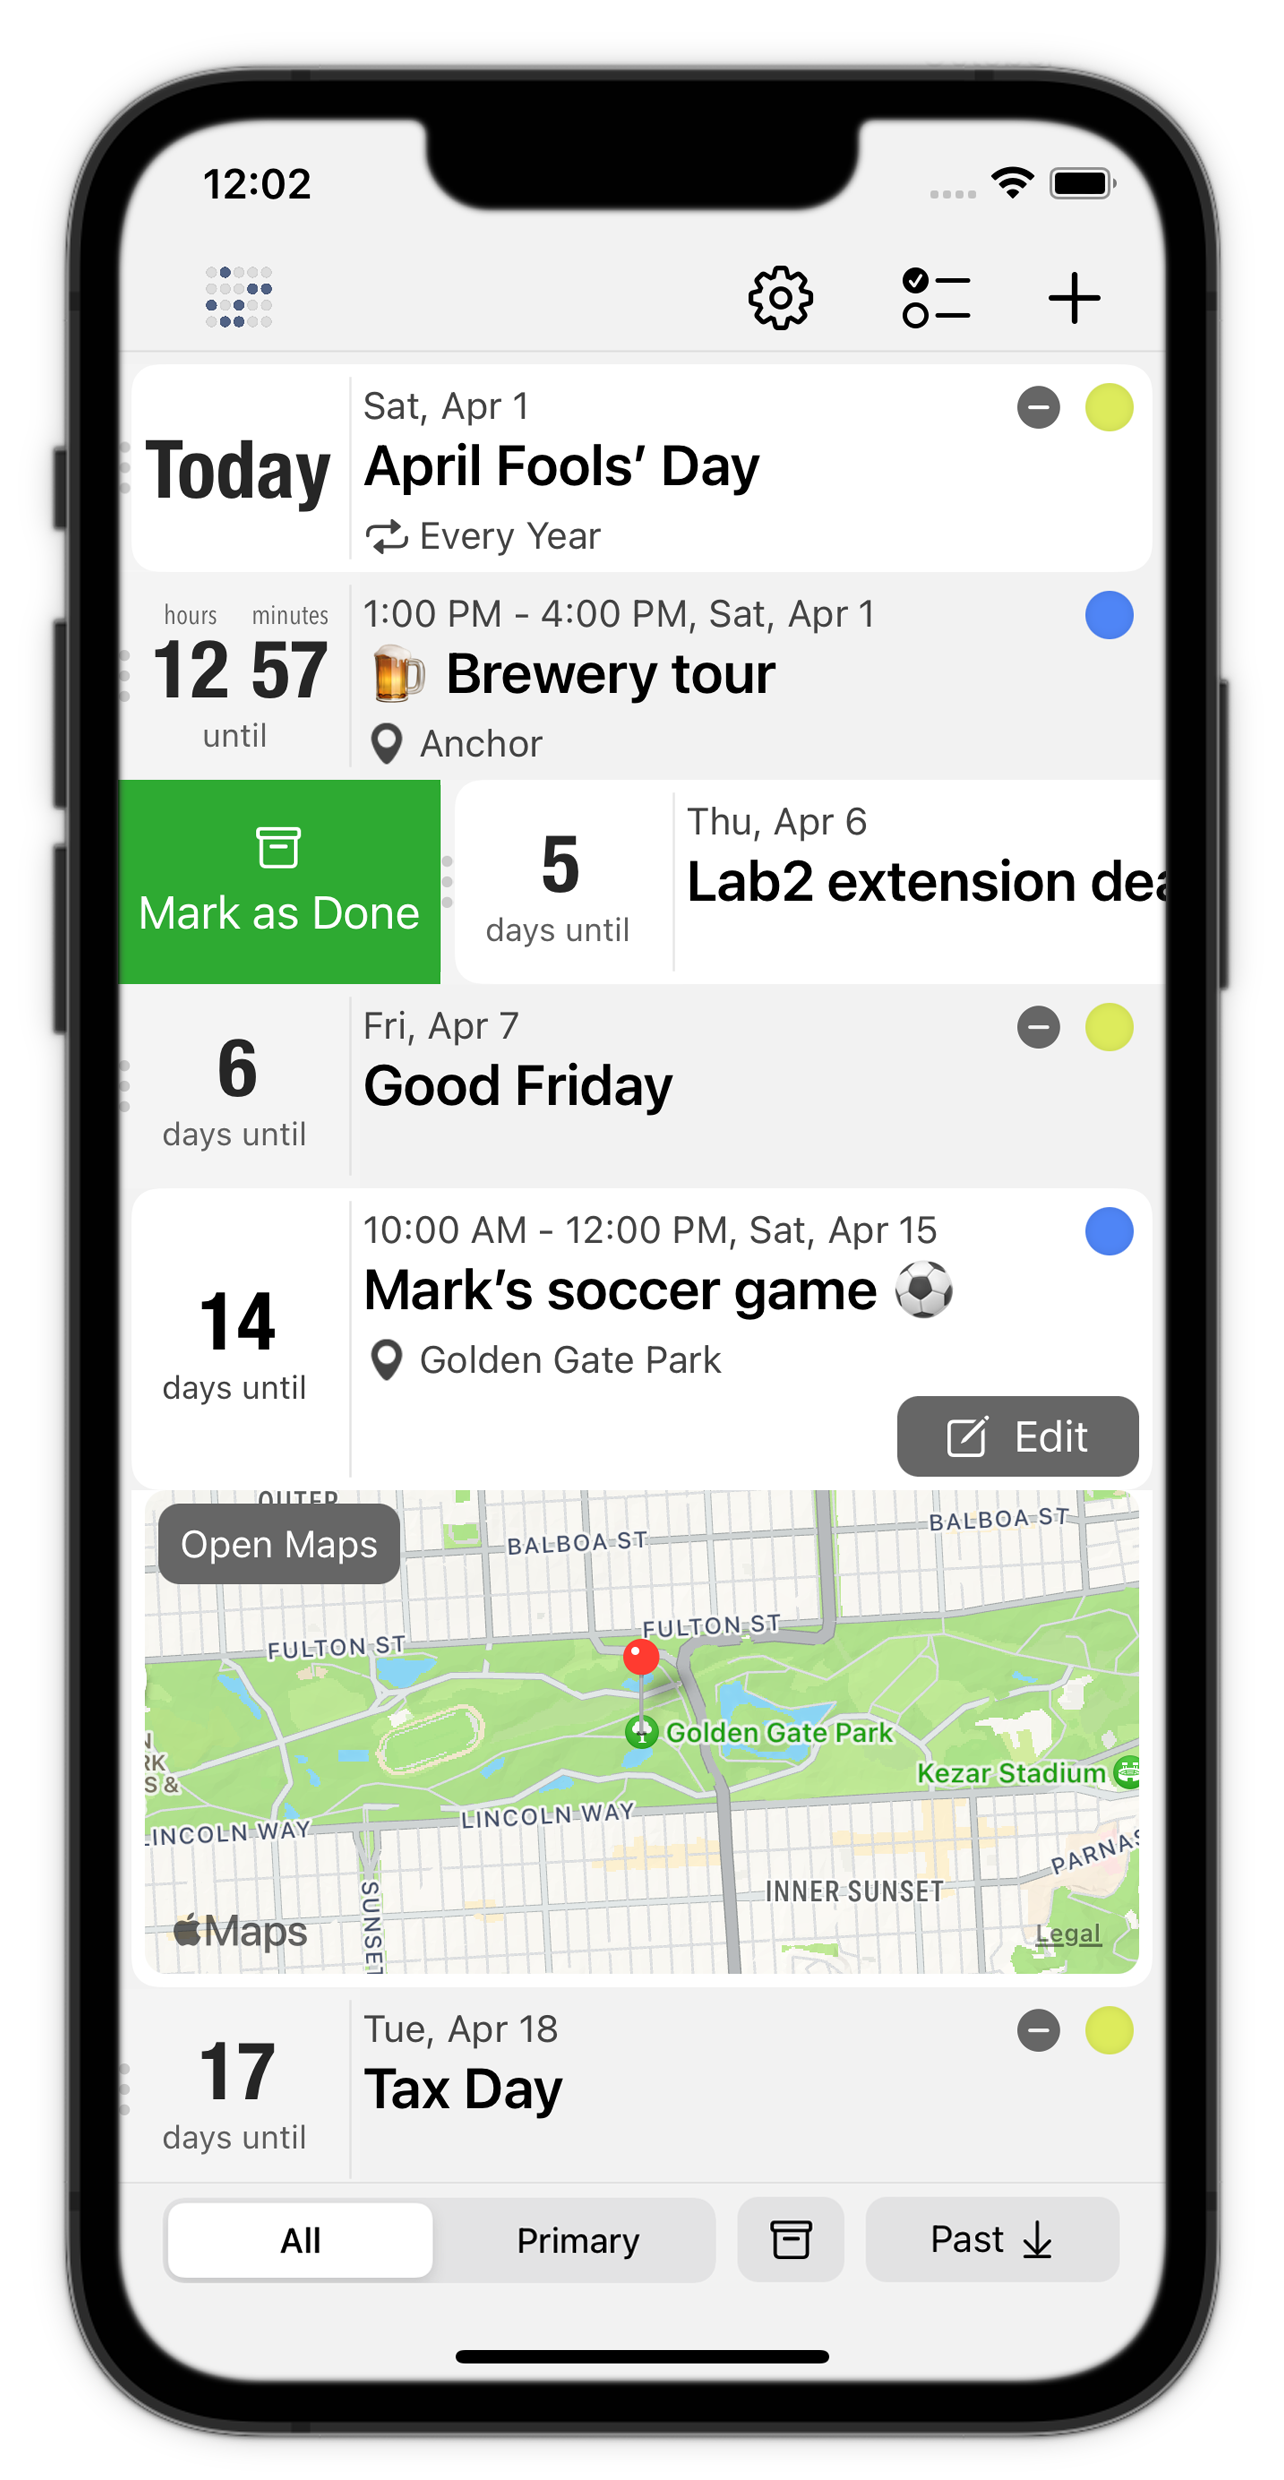 12:02
Sat, Apr 1
Today
April Fools’ Day
Every Year
hours minutes
12 57
until
1:00 PM – 4:00 PM, Sat, Apr 1
🍺 Brewery tour
Anchor
Mark as Done
5
days until
Thu, Apr 6
Lab2 extension dea
6
days until
Fri, Apr 7
Good Friday
14
days until
10:00 AM – 12:00 PM, Sat, Apr 15
Mark’s soccer game ⚽
Golden Gate Park
Edit
OUTER
Open Maps
BALBOA ST
BALBOA ST
FULTON ST
FULTON ST
Golden Gate Park
Kezar Stadium
LINCOLN WAY
LINCOLN WAY
PARNAS
INNER SUNSET
SUNSET
Maps
Legal
17
days until
Tue, Apr 18
Tax Day
All
Primary
Past ↓